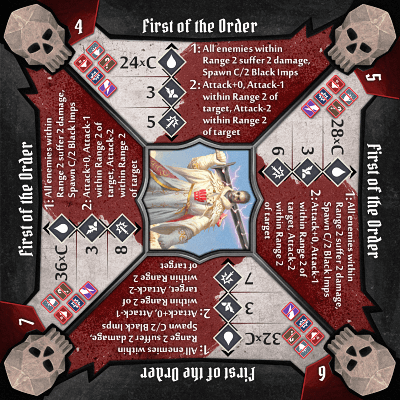 4
First of the Order
24×C
3
5
1: All enemies within
Range 2 suffer 2 damage,
Spawn C/2 Black Imps
2: Attack+0, Attack-1
within Range 2 of
target, Attack-2
within Range 2
of target
5
First of the Order
28×C
3
6
1: All enemies within
Range 2 suffer 2 damage,
Spawn C/2 Black Imps
2: Attack+0, Attack-1
within Range 2 of
target, Attack-2
within Range 2
of target
6
First of the Order
32×C
3
7
1: All enemies within
Range 2 suffer 2 damage,
Spawn C/2 Black Imps
2: Attack+0, Attack-1
within Range 2 of
target, Attack-2
within Range 2
of target
7
First of the Order
36×C
3
8
1: All enemies within
Range 2 suffer 2 damage,
Spawn C/2 Black Imps
2: Attack+0, Attack-1
within Range 2 of
target, Attack-2
within Range 2
of target